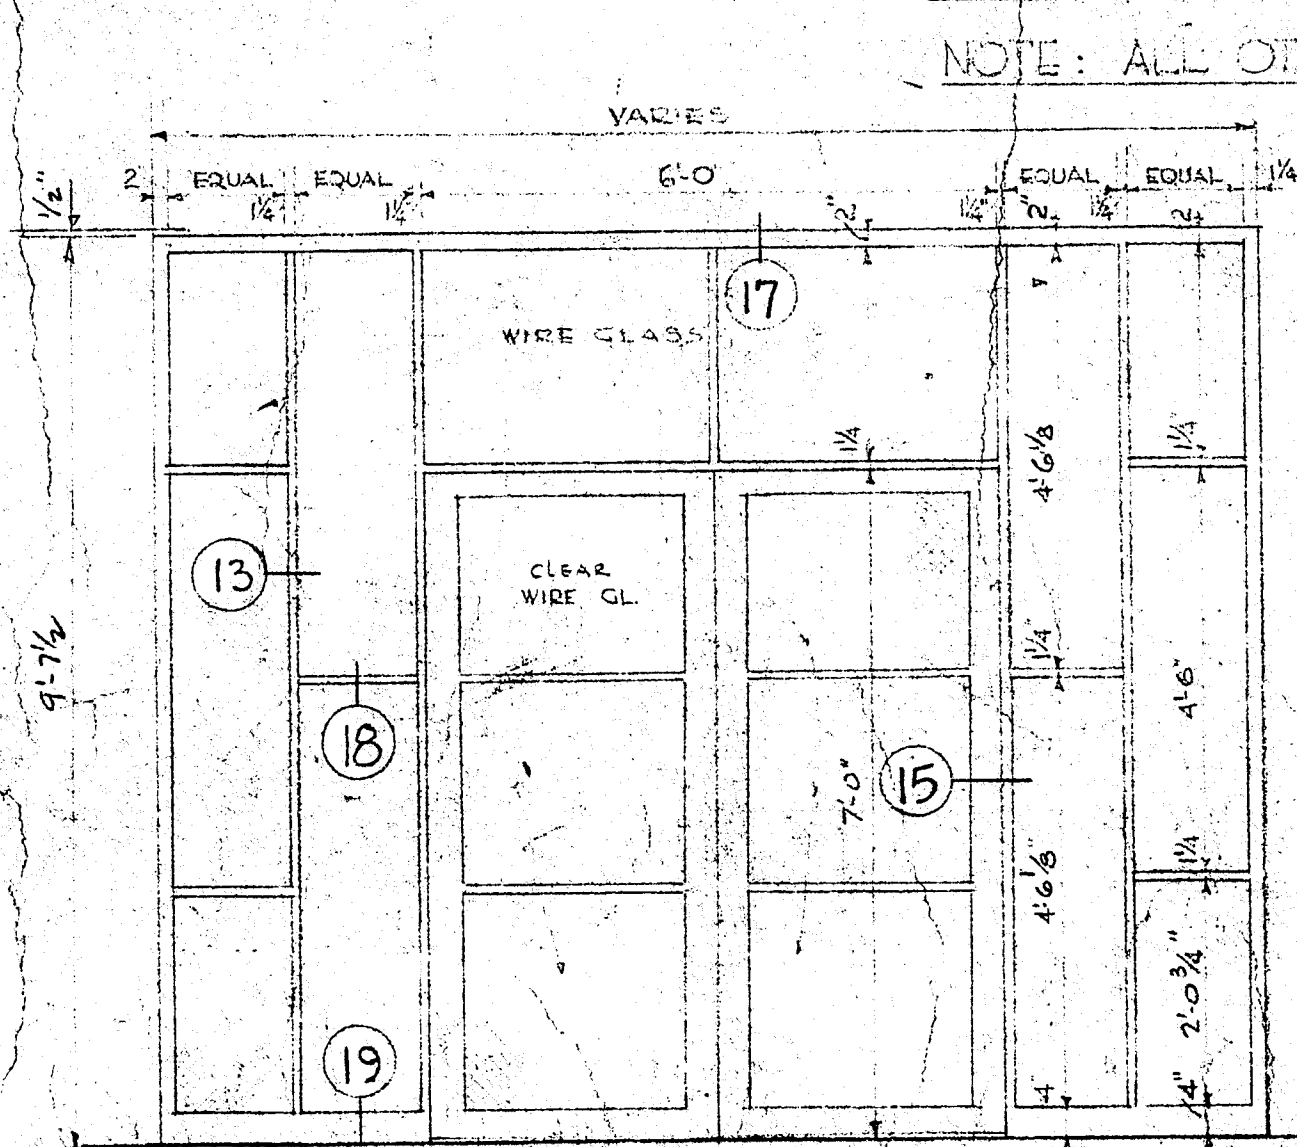 NOTE: ALL OT
VARIES
2 EQUAL EQUAL 6'-0 EQUAL EQUAL 1¼
½" 1¼" 1¼" 2" 1¼" 2" 1¼" 2
17
WIRE GLASS
1¼ 4'6⅛ 1¼"
13
CLEAR
WIRE GL.
9'-7½
1¼"
4'-6"
18
15
7'-0"
1¼
4'6⅛"
2'-0¾"
19
4 4"